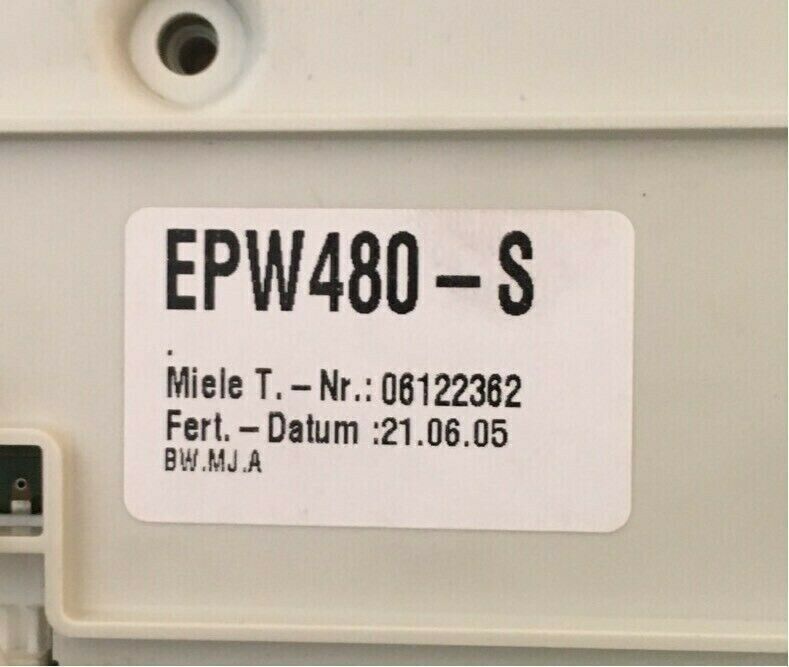 EPW480-S
.
Miele T.-Nr.: 06122362
Fert.-Datum :21.06.05
BW.MJ.A